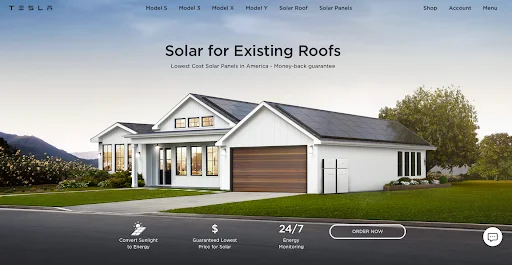 TESLA
Model S Model 3 Model X Model Y Solar Roof Solar Panels
Shop Account Menu
Solar for Existing Roofs
Lowest Cost Solar Panels in America - Money-back guarantee
Convert Sunlight
to Energy
$
Guaranteed Lowest
Price for Solar
24/7
Energy
Monitoring
ORDER NOW